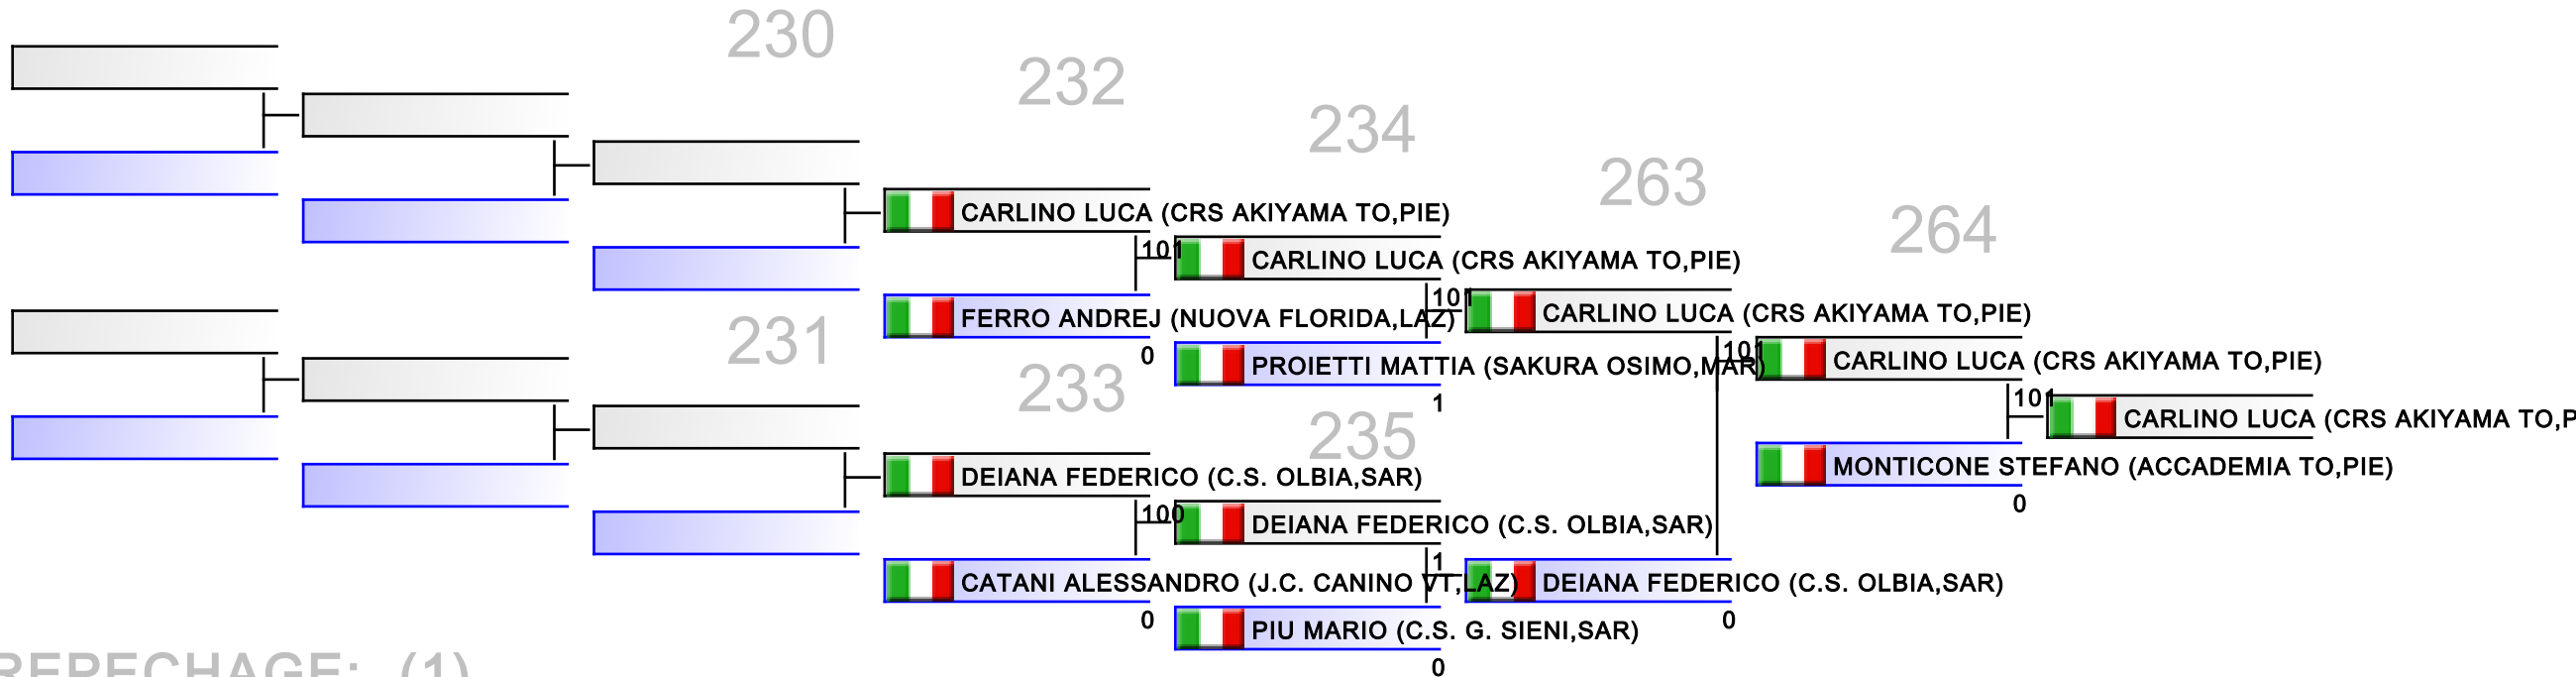 230
232
234
263
264
CARLINO LUCA (CRS AKIYAMA TO,PIE)
101
CARLINO LUCA (CRS AKIYAMA TO,PIE)
FERRO ANDREJ (NUOVA FLORIDA,LAZ)
0
101
CARLINO LUCA (CRS AKIYAMA TO,PIE)
PROIETTI MATTIA (SAKURA OSIMO,MAR)
1
101
CARLINO LUCA (CRS AKIYAMA TO,PIE)
101
CARLINO LUCA (CRS AKIYAMA TO,P
MONTICONE STEFANO (ACCADEMIA TO,PIE)
0
231
233
235
DEIANA FEDERICO (C.S. OLBIA,SAR)
100
DEIANA FEDERICO (C.S. OLBIA,SAR)
CATANI ALESSANDRO (J.C. CANINO VT,LAZ)
0
1
DEIANA FEDERICO (C.S. OLBIA,SAR)
0
PIU MARIO (C.S. G. SIENI,SAR)
0
REPECHAGE: (1)